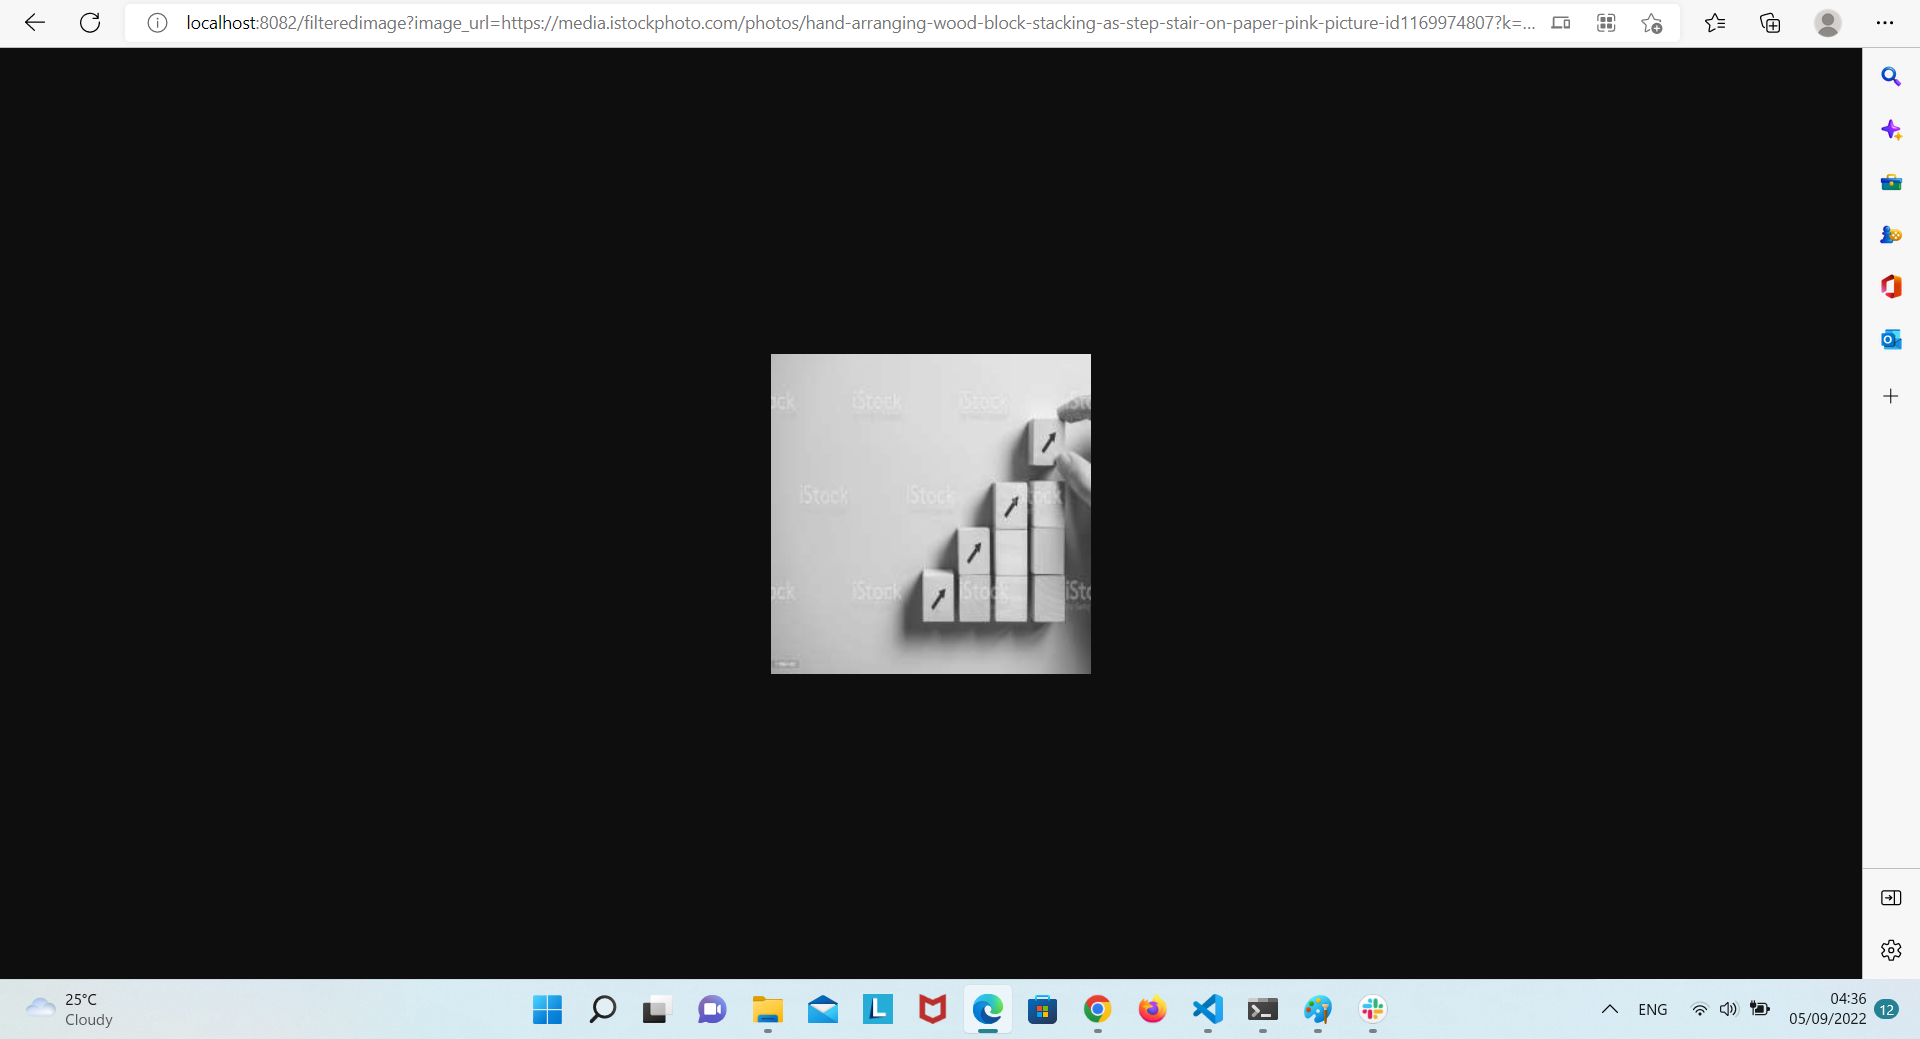 localhost:8082/filteredimage?image_url=https://media.istockphoto.com/photos/hand-arranging-wood-block-stacking-as-step-stair-on-paper-pink-picture-id1169974807?k=...
ock iStock iStock iSt
iStock iStock iStock
ock iStock iStock iSto
25°C
Cloudy
ENG
04:36
05/09/2022
12